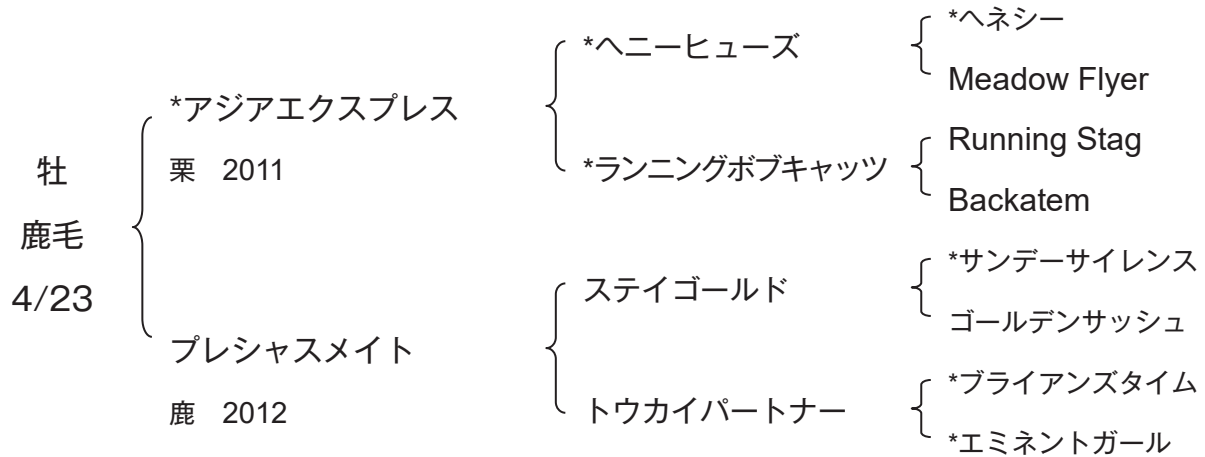 牡
鹿毛
4/23
*アジアエクスプレス
栗 2011
プレシャスメイト
鹿 2012
*ヘニーヒューズ
*ランニングボブキャッツ
ステイゴールド
トウカイパートナー
*ヘネシー
Meadow Flyer
Running Stag
Backatem
*サンデーサイレンス
ゴールデンサッシュ
*ブライアンズタイム
*エミネントガール